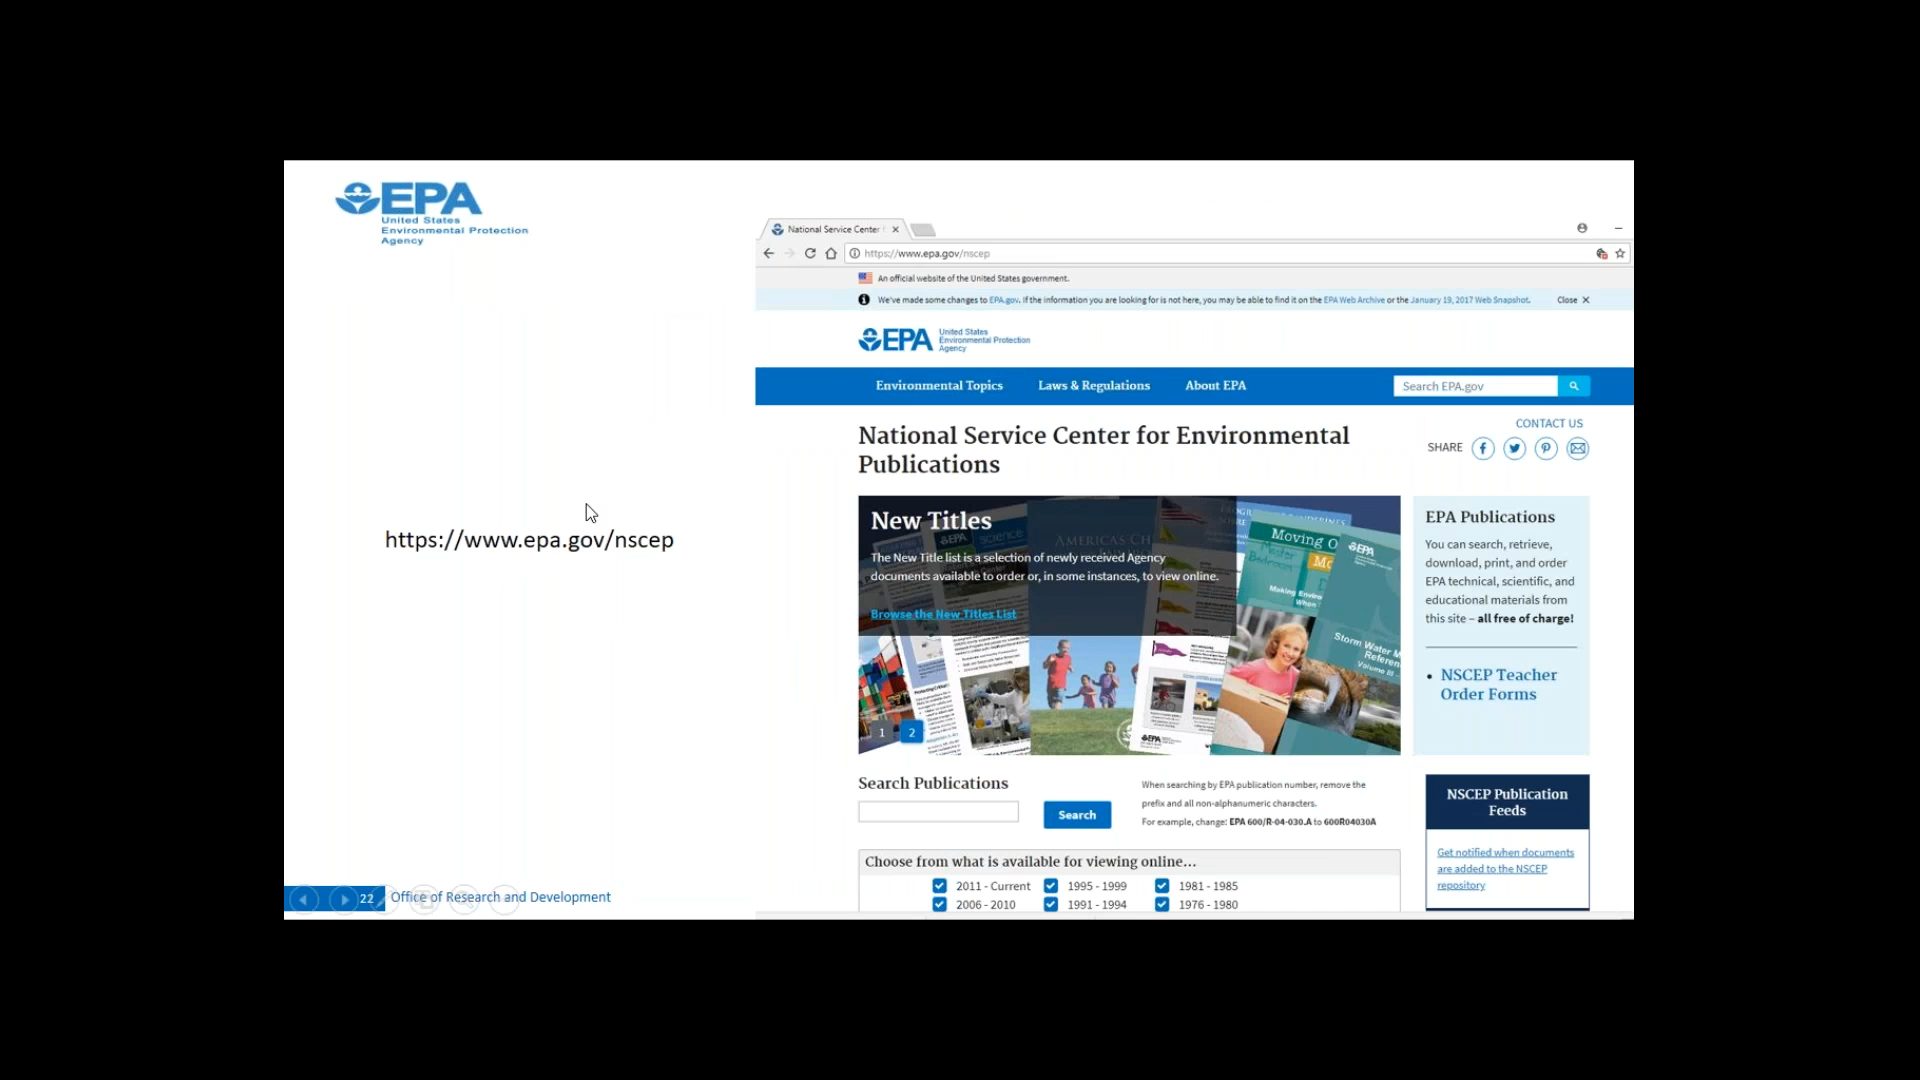 EPA
United States
Environmental Protection
Agency
https://www.epa.gov/nscep
22 Office of Research and Development
National Service Center
https://www.epa.gov/nscep
An official website of the United States government.
We've made some changes to EPA.gov. If the information you are looking for is not here, you may be able to find it on the EPA Web Archive or the January 19, 2017 Web Snapshot. Close X
EPA
United States
Environmental Protection
Agency
Environmental Topics Laws & Regulations About EPA Search EPA.gov
CONTACT US
SHARE
National Service Center for Environmental
Publications
New Titles
The New Title list is a selection of newly received Agency
documents available to order or, in some instances, to view online.
Browse the New Titles List
1 2
Moving O
Making Enviro
When
Storm Water M
Referen
Volume III
EPA Publications
You can search, retrieve,
download, print, and order
EPA technical, scientific, and
educational materials from
this site – all free of charge!
• NSCEP Teacher
Order Forms
Search Publications
Search
When searching by EPA publication number, remove the
prefix and all non-alphanumeric characters.
For example, change: EPA 600/R-04-030.A to 600R04030A
Choose from what is available for viewing online...
2011 - Current 1995 - 1999 1981 - 1985
2006 - 2010 1991 - 1994 1976 - 1980
NSCEP Publication
Feeds
Get notified when documents
are added to the NSCEP
repository